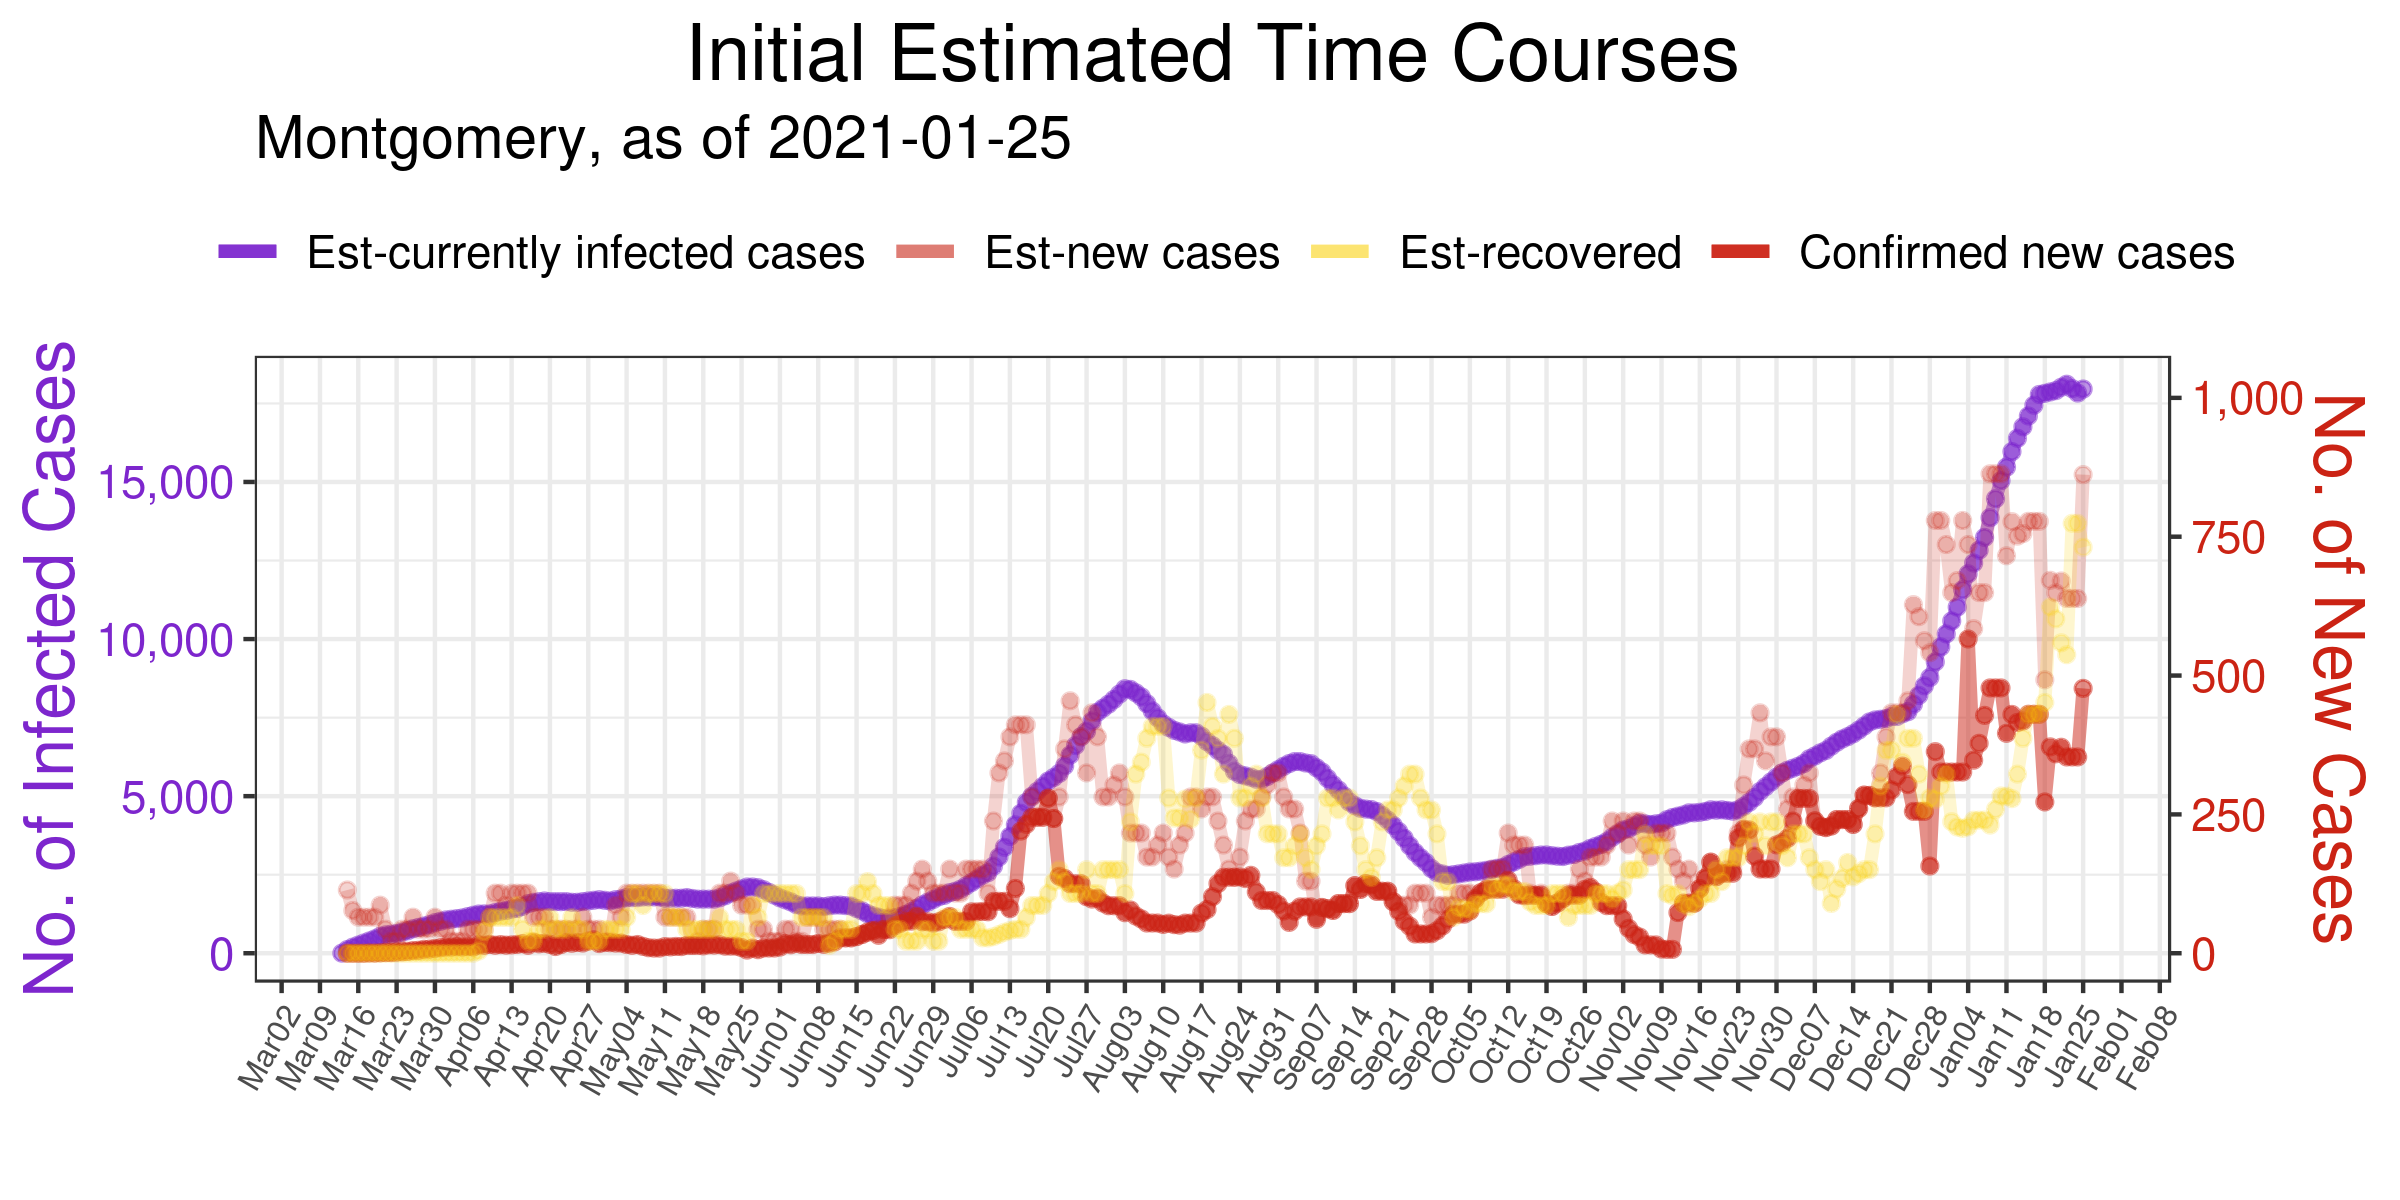 Initial Estimated Time Courses
Montgomery, as of 2021-01-25
Est-currently infected cases Est-new cases Est-recovered Confirmed new cases
No. of Infected Cases
15,000
10,000
5,000
0
1,000
750
500
250
0
No. of New Cases
Mar02 Mar09 Mar16 Mar23 Mar30 Apr06 Apr13 Apr20 Apr27 May04 May11 May18 May25 Jun01 Jun08 Jun15 Jun22 Jun29 Jul06 Jul13 Jul20 Jul27 Aug03 Aug10 Aug17 Aug24 Aug31 Sep07 Sep14 Sep21 Sep28 Oct05 Oct12 Oct19 Oct26 Nov02 Nov09 Nov16 Nov23 Nov30 Dec07 Dec14 Dec21 Dec28 Jan04 Jan11 Jan18 Jan25 Feb01 Feb08